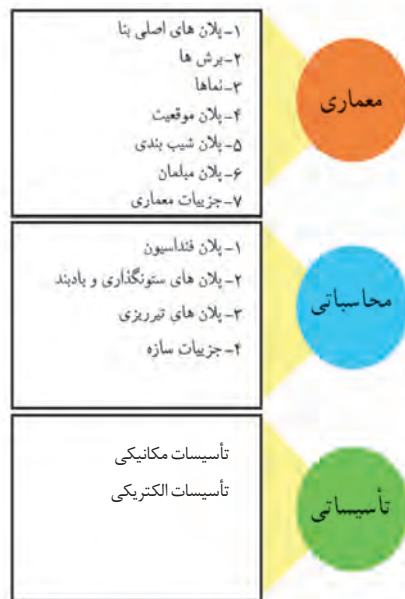 معماری
۱-پلان های اصلی بنا
۲-برش ها
۳-نماها
۴-پلان موقعیت
۵-پلان شیب بندی
۶-پلان مبلمان
۷-جزییات معماری
محاسباتی
۱-پلان فنداسیون
۲-پلان های ستونگذاری و بادبند
۳-پلان های تیرریزی
۴-جزییات سازه
تأسیساتی
تأسیسات مکانیکی
تأسیسات الکتریکی